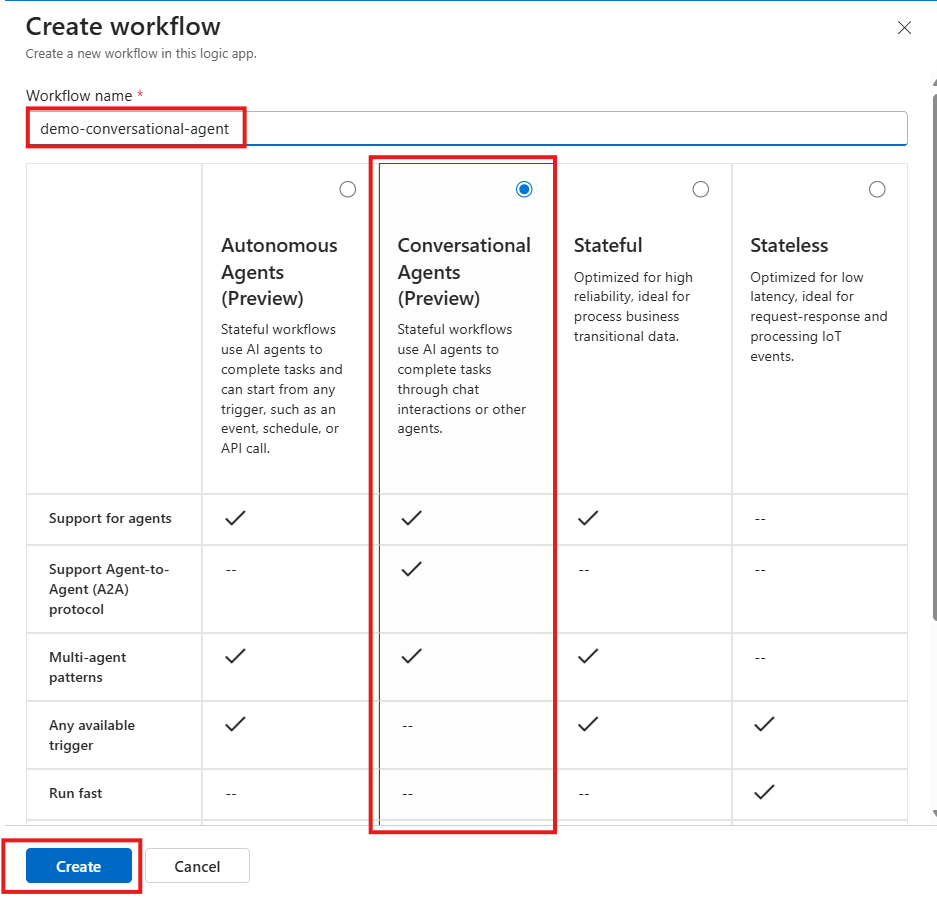 Create workflow
Create a new workflow in this logic app.
Workflow name *
demo-conversational-agent
Autonomous
Agents
(Preview)
Stateful workflows
use AI agents to
complete tasks and
can start from any
trigger, such as an
event, schedule, or
API call.
Conversational
Agents
(Preview)
Stateful workflows
use AI agents to
complete tasks
through chat
interactions or other
agents.
Stateful
Optimized for high
reliability, ideal for
process business
transitional data.
Stateless
Optimized for low
latency, ideal for
request-response and
processing IoT
events.
Support for agents
--
Support Agent-to-
Agent (A2A)
protocol
-- -- --
Multi-agent
patterns
--
Any available
trigger
--
Run fast
-- -- --
Create
Cancel